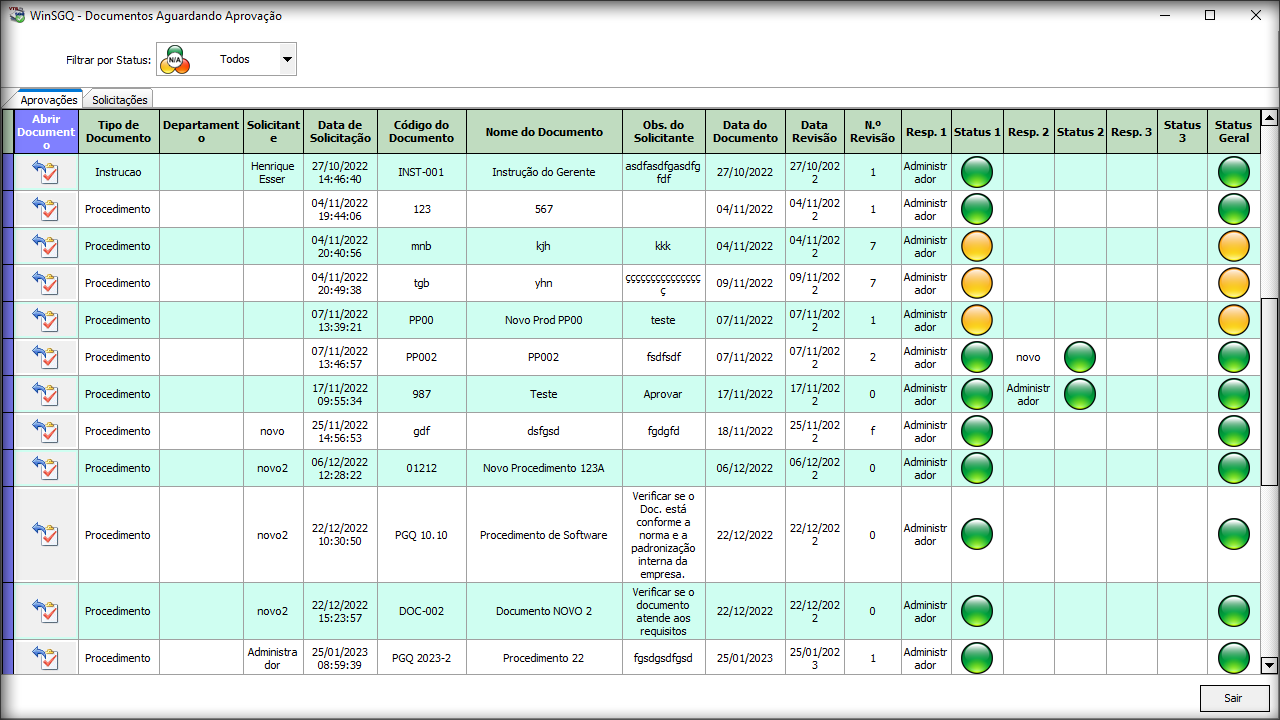 WinSGQ - Documentos Aguardando Aprovação
Filtrar por Status: N/A Todos
Aprovações Solicitações
Abrir Documento Tipo de Documento Departamento Solicitante Data de Solicitação Código do Documento Nome do Documento Obs. do Solicitante Data do Documento Data Revisão N.º Revisão Resp. 1 Status 1 Resp. 2 Status 2 Resp. 3 Status 3 Status Geral
Instrucao Henrique Esser 27/10/2022 14:46:40 INST-001 Instrução do Gerente asdfasdfgasdfgfdf 27/10/2022 27/10/2022 1 Administrador
Procedimento 04/11/2022 19:44:06 123 567 04/11/2022 04/11/2022 1 Administrador
Procedimento 04/11/2022 20:40:56 mnb kjh kkk 04/11/2022 04/11/2022 7 Administrador
Procedimento 04/11/2022 20:49:38 tgb yhn 09/11/2022 09/11/2022 7 Administrador
Procedimento 07/11/2022 13:39:21 PP00 Novo Prod PP00 teste 07/11/2022 07/11/2022 1 Administrador
Procedimento 07/11/2022 13:46:57 PP002 PP002 fsdfsdf 07/11/2022 07/11/2022 2 Administrador novo
Procedimento 17/11/2022 09:55:34 987 Teste Aprovar 17/11/2022 17/11/2022 0 Administrador Administrador
Procedimento novo 25/11/2022 14:56:53 gdf dsfgsd fgdgfd 18/11/2022 25/11/2022 f Administrador
Procedimento novo2 06/12/2022 12:28:22 01212 Novo Procedimento 123A 06/12/2022 06/12/2022 0 Administrador
Procedimento novo2 22/12/2022 10:30:50 PGQ 10.10 Procedimento de Software Verificar se o Doc. está conforme a norma e a padronização interna da empresa. 22/12/2022 22/12/2022 0 Administrador
Procedimento novo2 22/12/2022 15:23:57 DOC-002 Documento NOVO 2 Verificar se o documento atende aos requisitos 22/12/2022 22/12/2022 0 Administrador
Procedimento Administrador 25/01/2023 08:59:39 PGQ 2023-2 Procedimento 22 fgsdgsdfgsd 25/01/2023 25/01/2023 1 Administrador
Sair